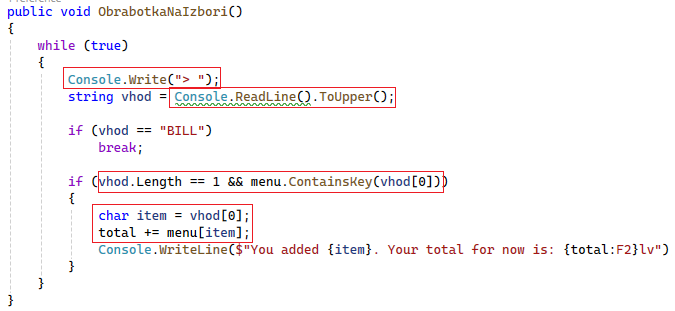 public void ObrabotkaNaIzbori()
{
while (true)
{
Console.Write("> ");
string vhod = Console.ReadLine().ToUpper();
if (vhod == "BILL")
break;
if (vhod.Length == 1 && menu.ContainsKey(vhod[0]))
{
char item = vhod[0];
total += menu[item];
Console.WriteLine($"You added {item}. Your total for now is: {total:F2}lv")
}
}
}